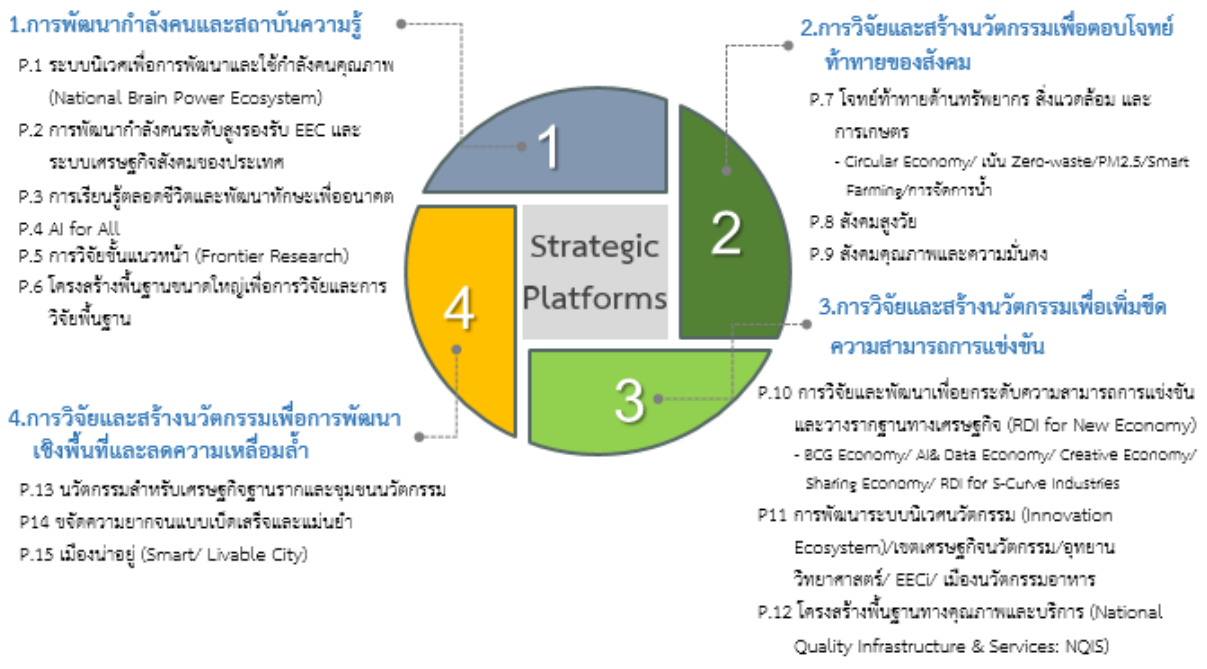 1.การพัฒนากำลังคนและสถาบันความรู้
P.1 ระบบนิเวศเพื่อการพัฒนาและใช้กำลังคนคุณภาพ
(National Brain Power Ecosystem)
P.2 การพัฒนากำลังคนระดับสูงรองรับ EEC และ
ระบบเศรษฐกิจสังคมของประเทศ
P.3 การเรียนรู้ตลอดชีวิตและพัฒนาทักษะเพื่ออนาคต
P.4 AI for All
P.5 การวิจัยขั้นแนวหน้า (Frontier Research)
P.6 โครงสร้างพื้นฐานขนาดใหญ่เพื่อการวิจัยและการ
วิจัยพื้นฐาน
2.การวิจัยและสร้างนวัตกรรมเพื่อตอบโจทย์
ท้าทายของสังคม
P.7 โจทย์ท้าทายด้านทรัพยากร สิ่งแวดล้อม และ
การเกษตร
- Circular Economy/ เน้น Zero-waste/PM2.5/Smart
Farming/การจัดการน้ำ
P.8 สังคมสูงวัย
P.9 สังคมคุณภาพและความมั่นคง
1
2
3
4
Strategic
Platforms
3.การวิจัยและสร้างนวัตกรรมเพื่อเพิ่มขีด
ความสามารถการแข่งขัน
P.10 การวิจัยและพัฒนาเพื่อยกระดับความสามารถการแข่งขัน
และวางรากฐานทางเศรษฐกิจ (RDI for New Economy)
- BCG Economy/ AI& Data Economy/ Creative Economy/
Sharing Economy/ RDI for S-Curve Industries
P11 การพัฒนาระบบนิเวศนวัตกรรม (Innovation
Ecosystem)/เขตเศรษฐกิจนวัตกรรม/อุทยาน
วิทยาศาสตร์/ EECi/ เมืองนวัตกรรมอาหาร
P.12 โครงสร้างพื้นฐานทางคุณภาพและบริการ (National
Quality Infrastructure & Services: NQIS)
4.การวิจัยและสร้างนวัตกรรมเพื่อการพัฒนา
เชิงพื้นที่และลดความเหลื่อมล้ำ
P.13 นวัตกรรมสำหรับเศรษฐกิจฐานรากและชุมชนนวัตกรรม
P14 ขจัดความยากจนแบบเบ็ดเสร็จและแม่นยำ
P.15 เมืองน่าอยู่ (Smart/ Livable City)